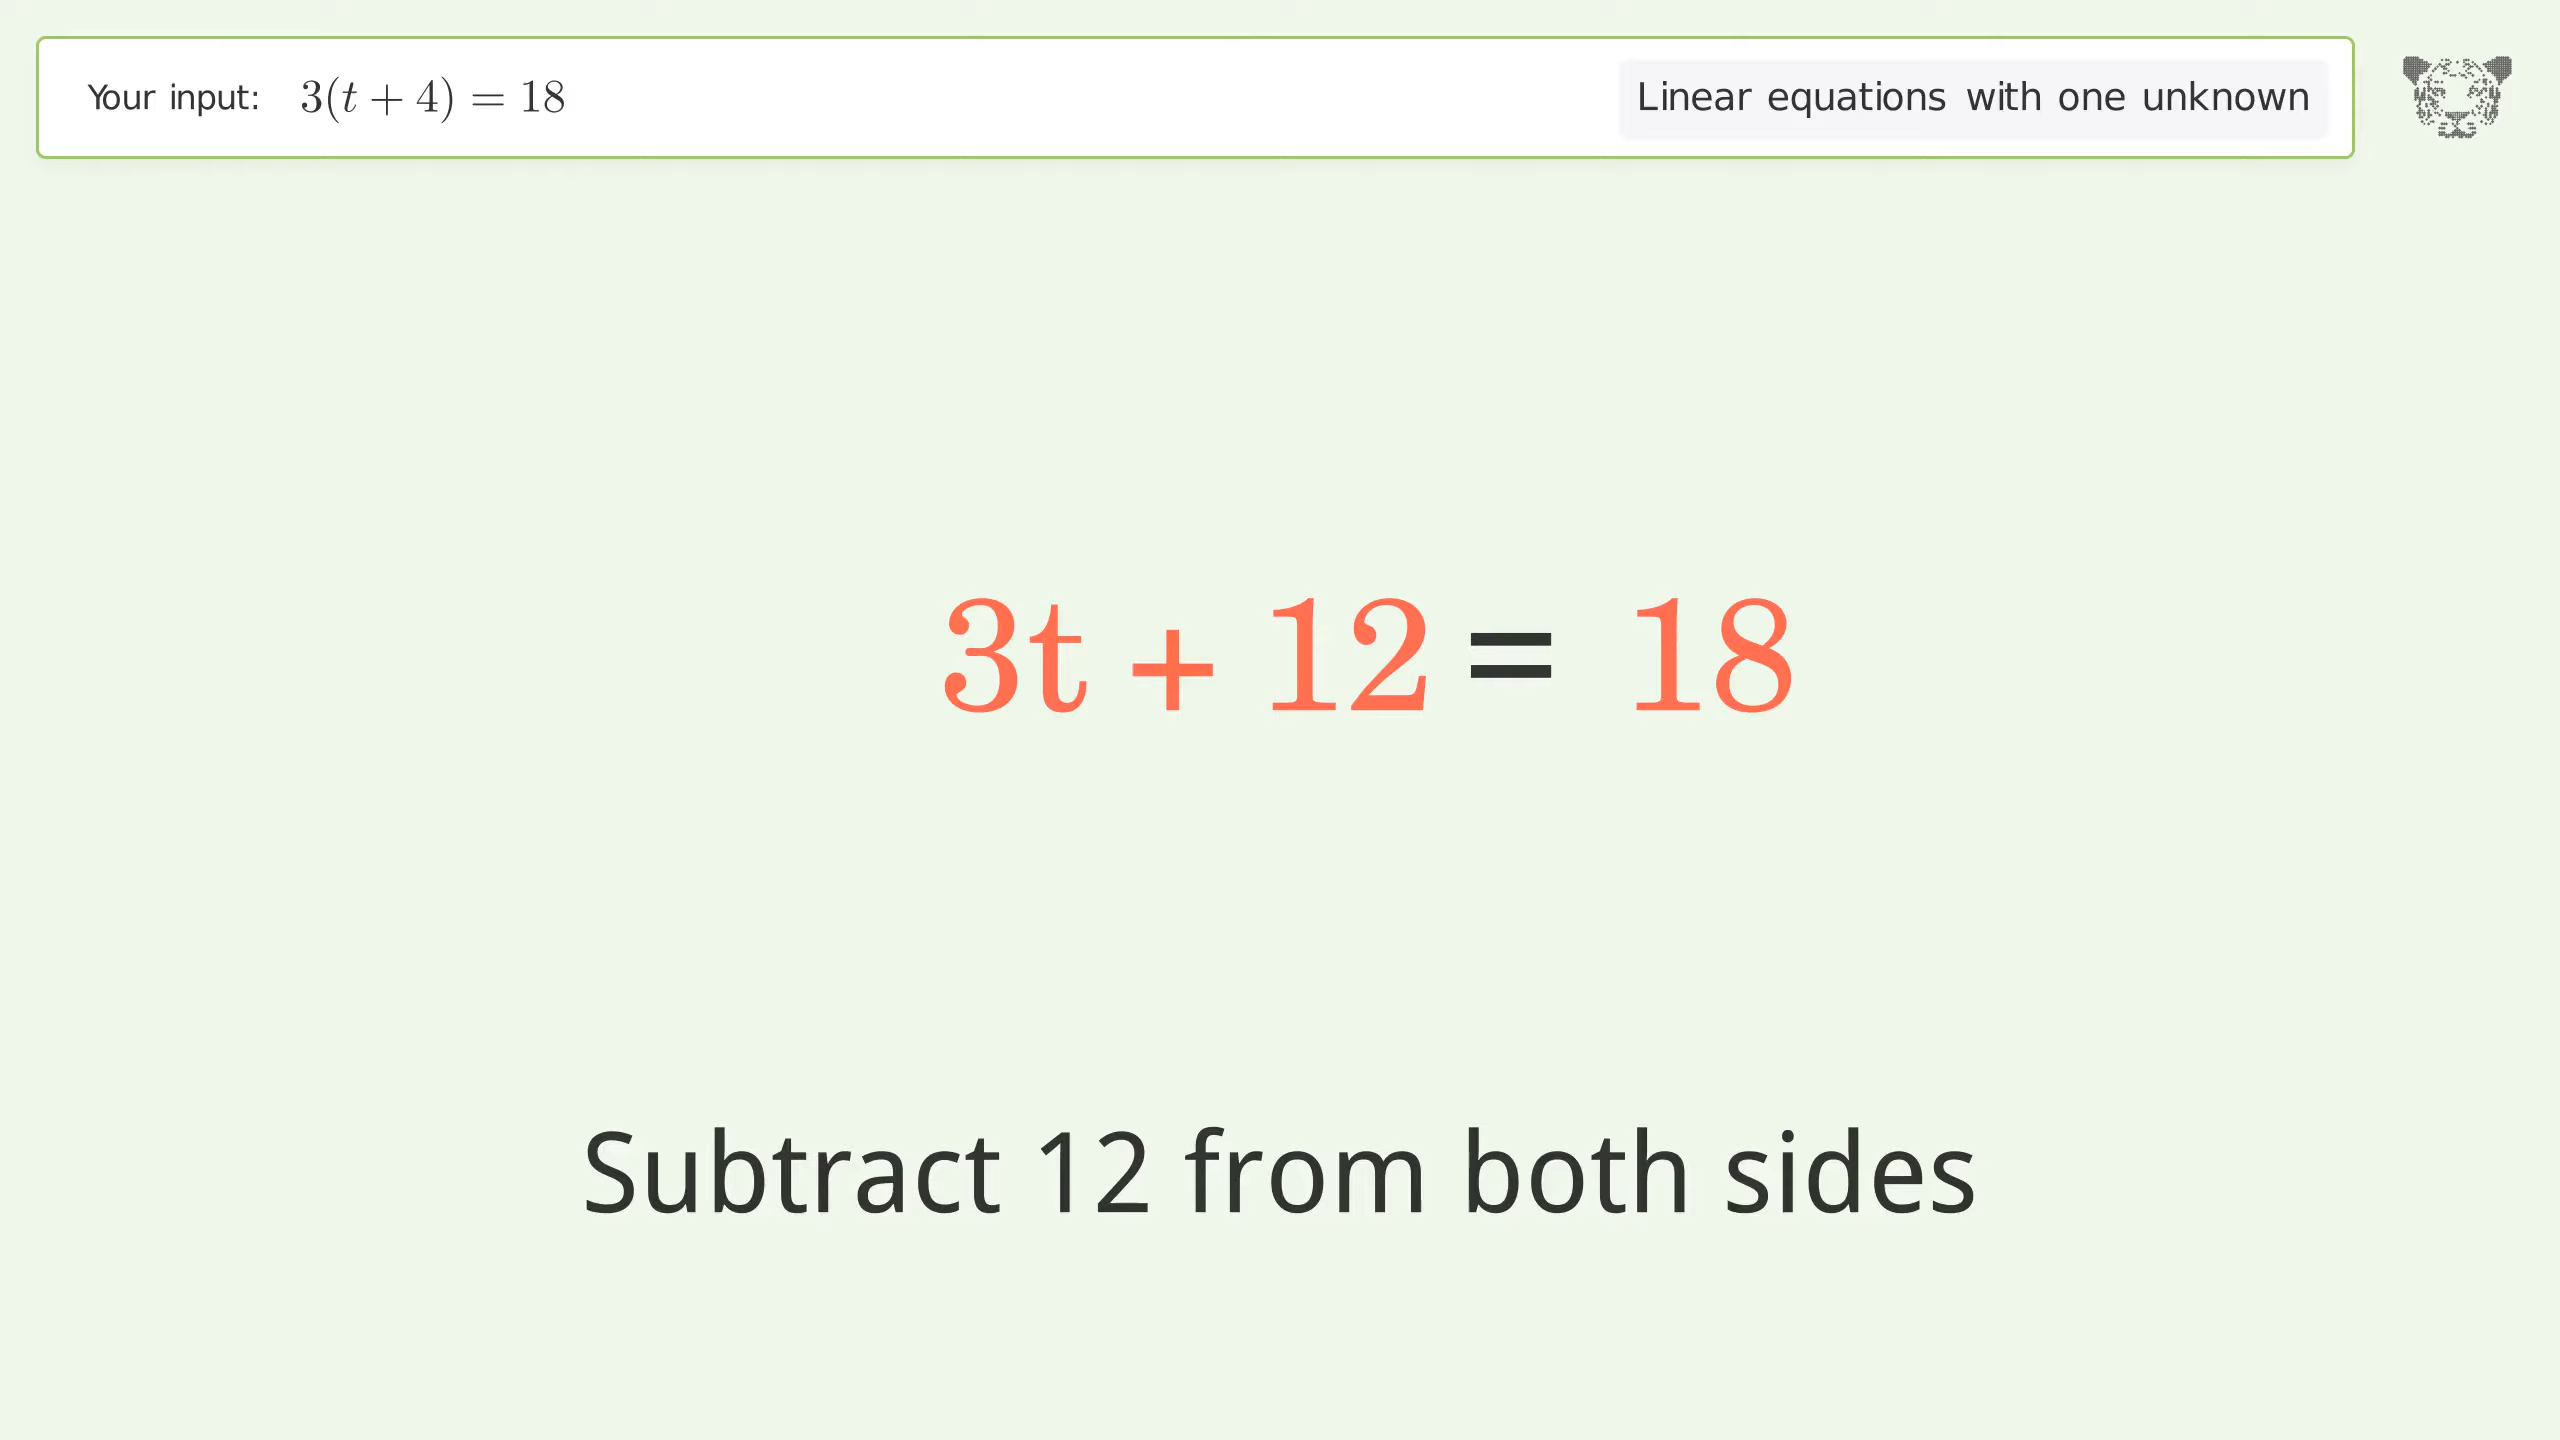 Your input: 3(t + 4) = 18
Linear equations with one unknown
3t + 12 = 18
Subtract 12 from both sides